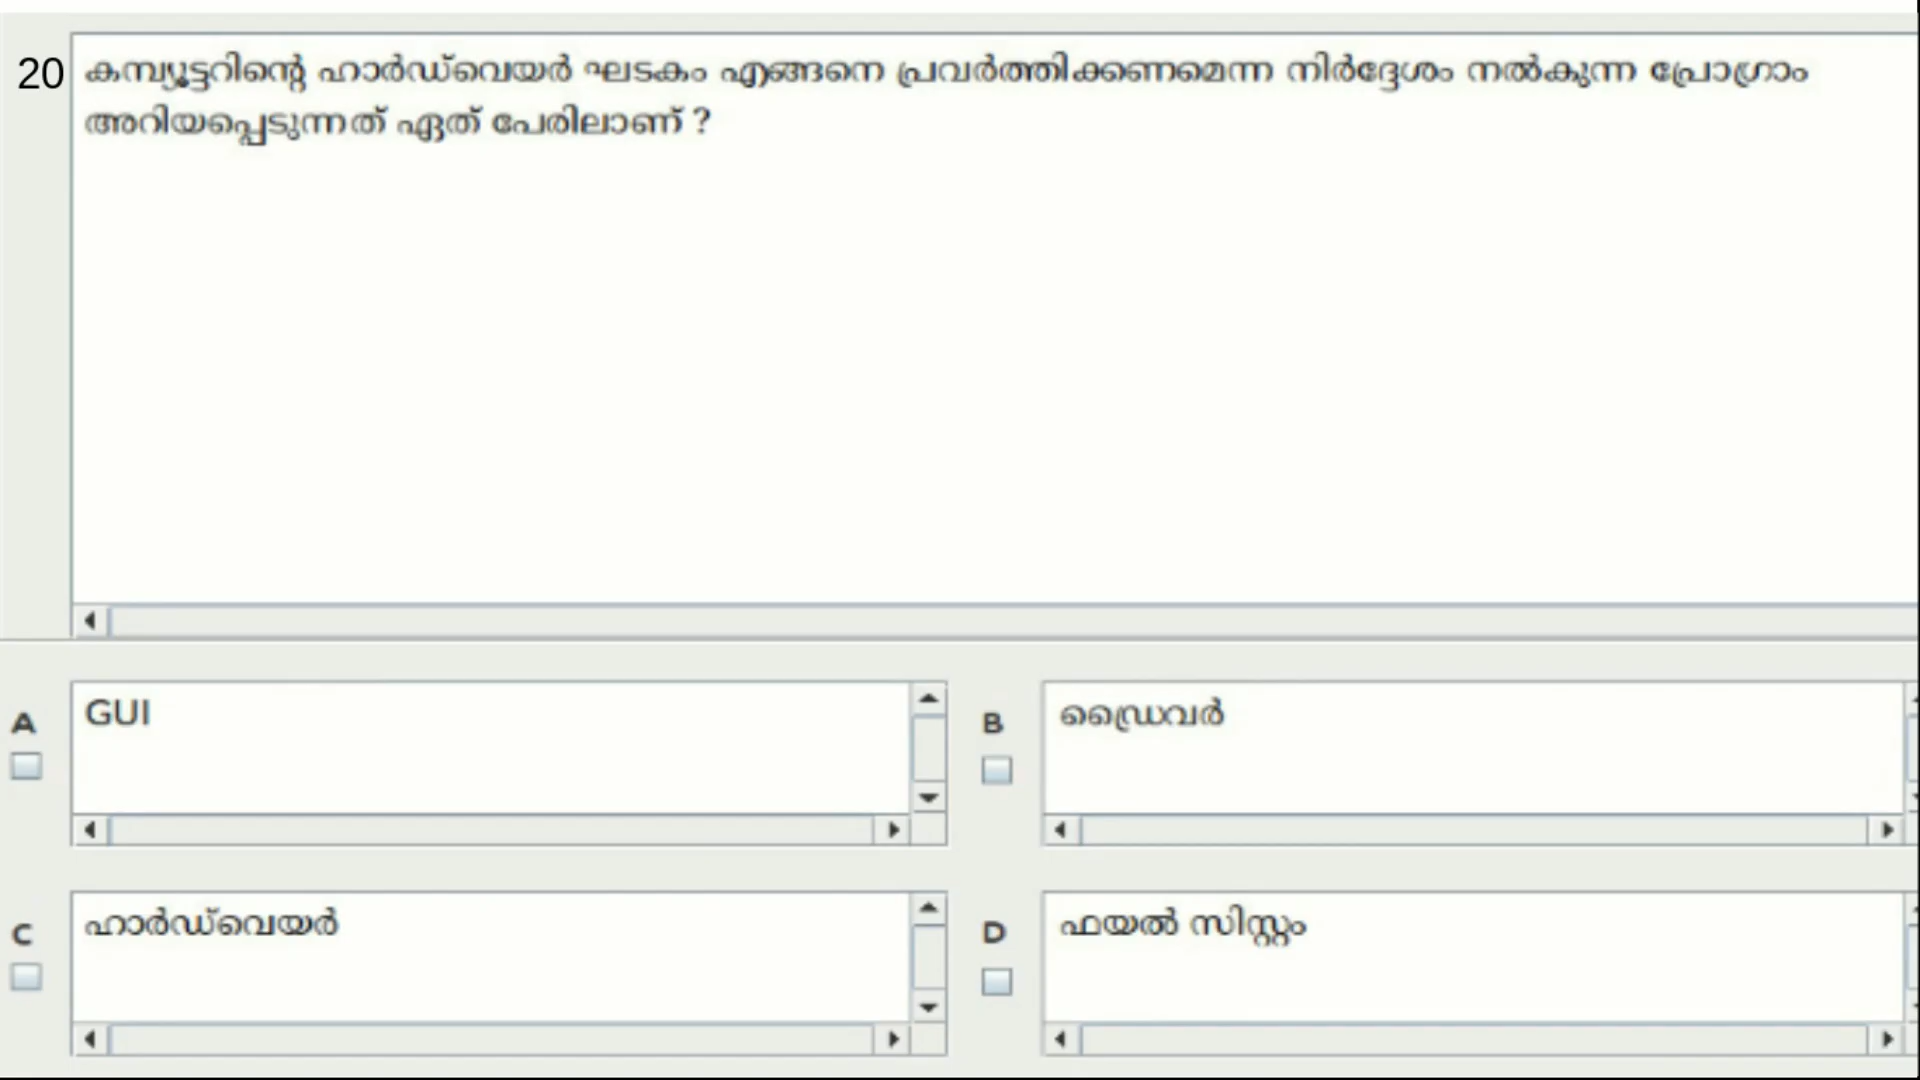 20 കമ്പ്യൂട്ടറിന്റെ ഹാർഡ്‌വെയർ ഘടകം എങ്ങനെ പ്രവർത്തിക്കണമെന്ന നിർദ്ദേശം നൽകുന്ന പ്രോഗ്രാം
അറിയപ്പെടുന്നത് ഏത് പേരിലാണ് ?
A GUI
B ഡ്രൈവർ
C ഹാർഡ്‌വെയർ
D ഫയൽ സിസ്റ്റം